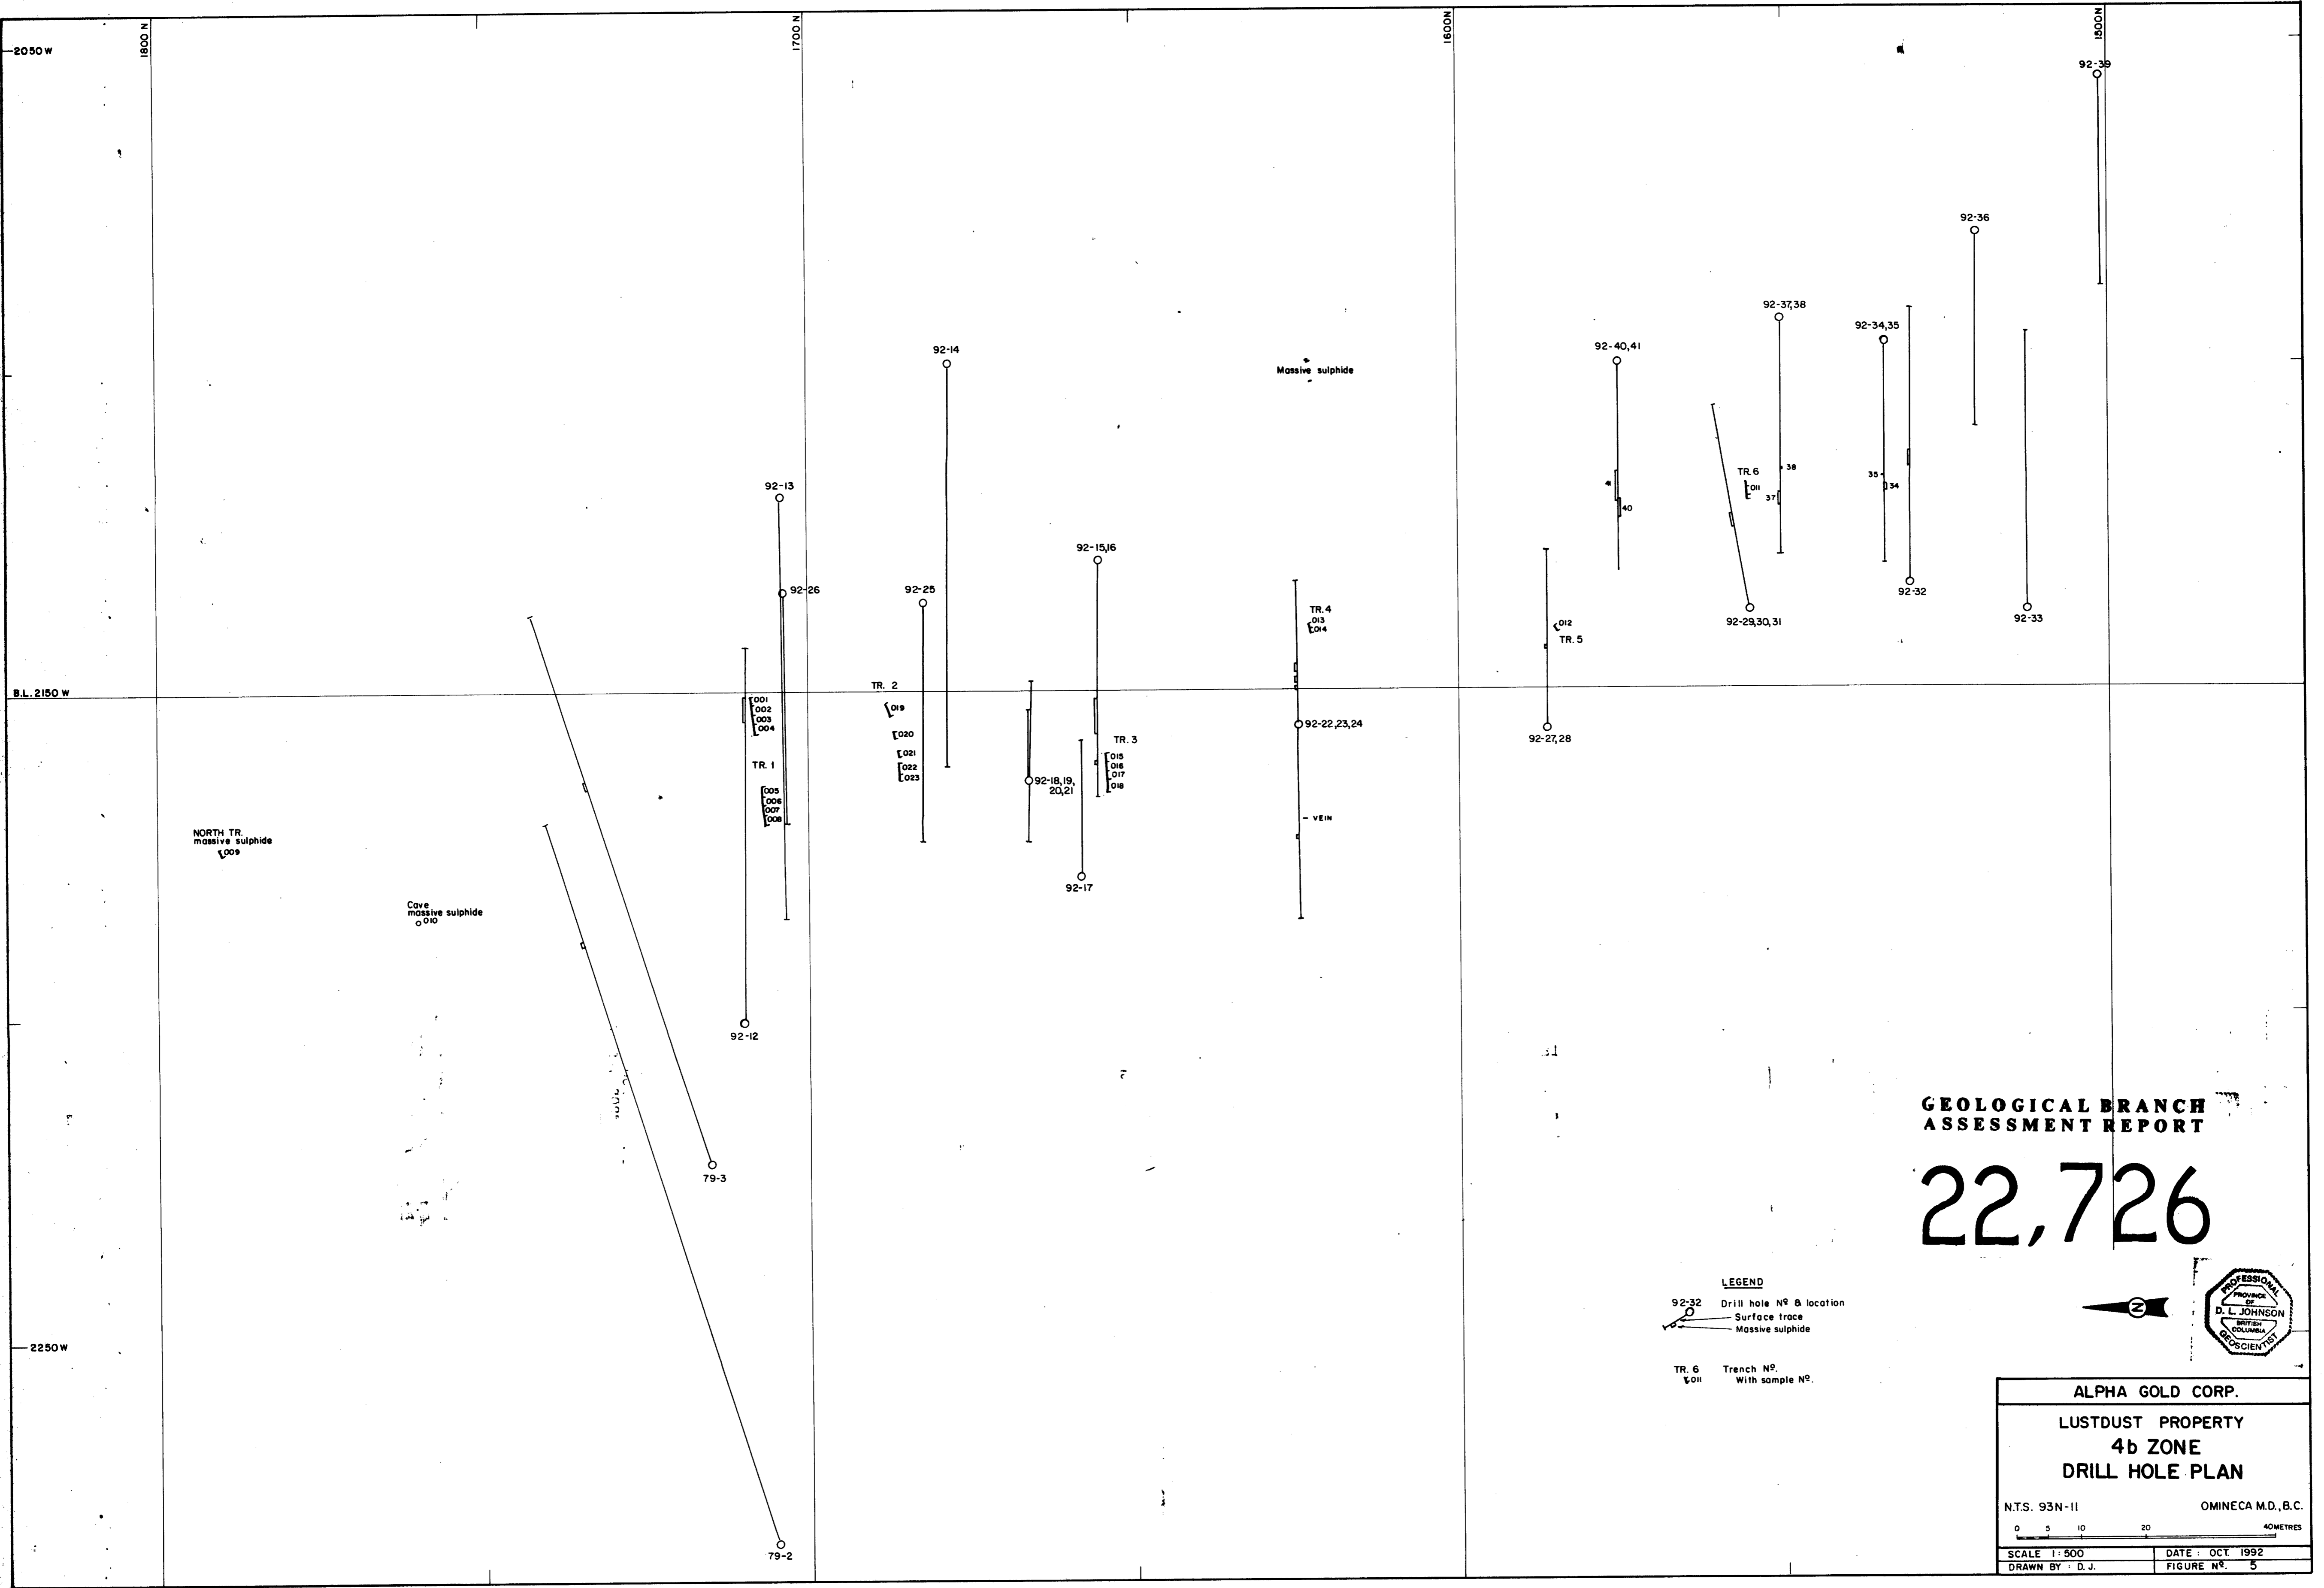 1800 N
1700 N
1600N
1500N
2050 W
92-39
92-36
92-37,38
92-34,35
92-14
92-40,41
Massive sulphide
TR. 6
011
38
37
35
34
41
40
92-13
92-15,16
92-26
92-25
92-32
92-29,30,31
92-33
TR. 4
013
014
012
TR. 5
B.L. 2150 W
TR. 2
001
002
003
004
019
020
021
022
023
TR. 1
TR. 3
015
016
017
018
92-22,23,24
92-27,28
92-18,19,
20,21
005
006
007
008
VEIN
NORTH TR.
massive sulphide
009
92-17
Cave
massive sulphide
010
92-12
79-3
79-2
2250 W
GEOLOGICAL BRANCH
ASSESSMENT REPORT
22,726
LEGEND
92-32 Drill hole Nº & location
Surface trace
Massive sulphide
TR. 6 Trench Nº.
011 With sample Nº.
N
PROFESSIONAL
PROVINCE
OF
D. L. JOHNSON
BRITISH
COLUMBIA
GEOSCIENTIST
ALPHA GOLD CORP.
LUSTDUST PROPERTY
4b ZONE
DRILL HOLE PLAN
N.T.S. 93N-11 OMINECA M.D., B.C.
0 5 10 20 40 METRES
SCALE 1:500 DATE : OCT. 1992
DRAWN BY : D. J. FIGURE Nº. 5